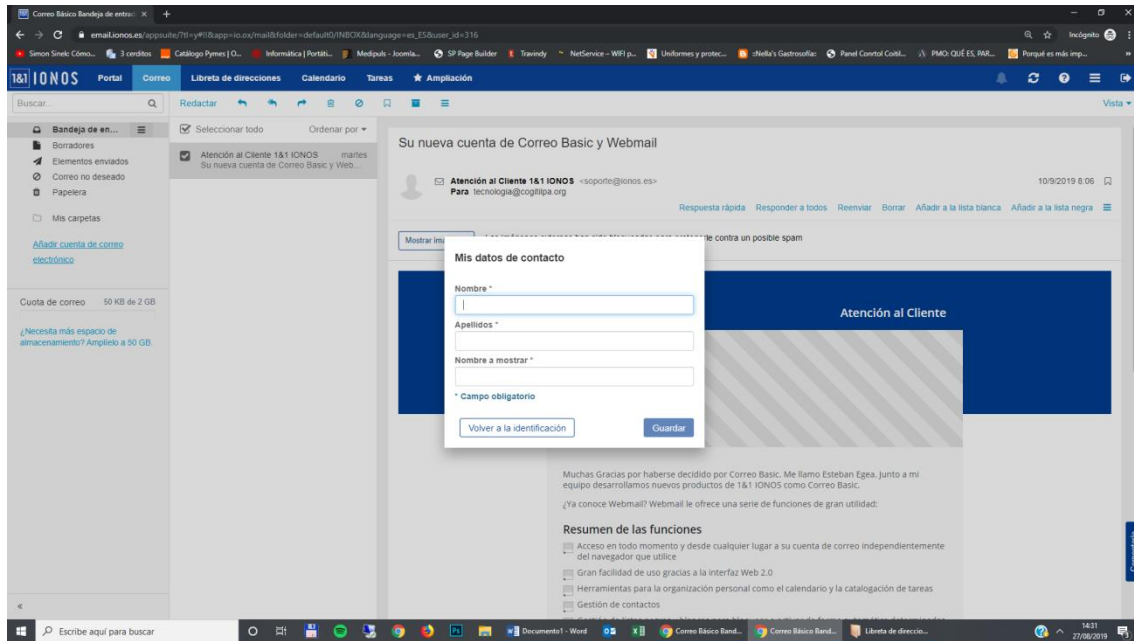 Correo Básico Bandeja de entrad
email.ionos.es/appsuite/?tl=y#!!&app=io.ox/mail&folder=default0/INBOX&language=es_ES&user_id=316
Incógnito
Simon Sinek: Cómo...
3 cerditos
Catálogo Pymes | O...
Informática | Portáti...
Medipuls - Joomla...
SP Page Builder
Travindy
NetService – WIFI p...
Uniformes y protec...
:Nella's Gastrosofía:
Panel Conrtol Coitil...
PMO: QUÉ ES, PAR...
Porqué es más imp...
1&1 IONOS
Portal
Correo
Libreta de direcciones
Calendario
Tareas
Ampliación
Buscar...
Redactar
Vista
Bandeja de en...
Borradores
Elementos enviados
Correo no deseado
Papelera
Mis carpetas
Añadir cuenta de correo
electrónico
Cuota de correo 50 KB de 2 GB
¿Necesita más espacio de
almacenamiento? Amplíelo a 50 GB.
Seleccionar todo
Ordenar por
Atención al Cliente 1&1 IONOS martes
Su nueva cuenta de Correo Basic y Web...
Su nueva cuenta de Correo Basic y Webmail
Atención al Cliente 1&1 IONOS <soporte@ionos.es>
10/9/2019 8:06
Para tecnologia@cogitilpa.org
Respuesta rápida Responder a todos Reenviar Borrar Añadir a la lista blanca Añadir a la lista negra
Mostrar imá
le contra un posible spam
Mis datos de contacto
Nombre *
Apellidos *
Nombre a mostrar *
* Campo obligatorio
Volver a la identificación
Guardar
Atención al Cliente
Muchas Gracias por haberse decidido por Correo Basic. Me llamo Esteban Egea. Junto a mi
equipo desarrollamos nuevos productos de 1&1 IONOS como Correo Basic.
¿Ya conoce Webmail? Webmail le ofrece una serie de funciones de gran utilidad:
Resumen de las funciones
Acceso en todo momento y desde cualquier lugar a su cuenta de correo independientemente
del navegador que utilice
Gran facilidad de uso gracias a la interfaz Web 2.0
Herramientas para la organización personal como el calendario y la catalogación de tareas
Gestión de contactos
Escribe aquí para buscar
Documento1 - Word
Correo Básico Band...
Correo Básico Band...
Libreta de direccio...
14:31
27/08/2019